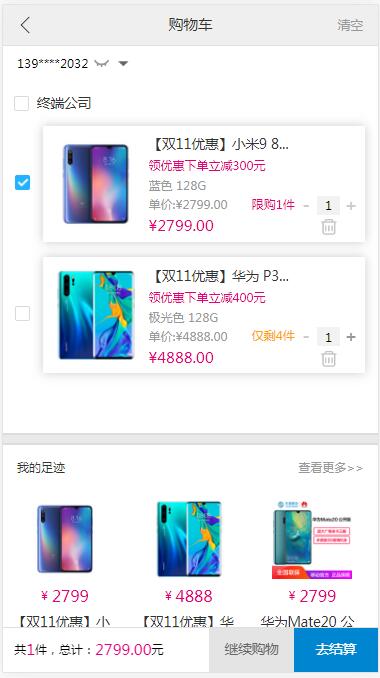 购物车 清空
139****2032
终端公司
【双11优惠】小米9 8...
领优惠下单立减300元
蓝色 128G
单价:¥2799.00 限购1件 - 1 +
¥2799.00
【双11优惠】华为 P3...
领优惠下单立减400元
极光色 128G
单价:¥4888.00 仅剩4件 - 1 +
¥4888.00
我的足迹 查看更多>>
华为Mate20 公开版
全国联保
¥ 2799 ¥ 4888 ¥ 2799
【双11优惠】小 【双11优惠】华 华为Mate20 公
共1件，总计：2799.00元 继续购物 去结算